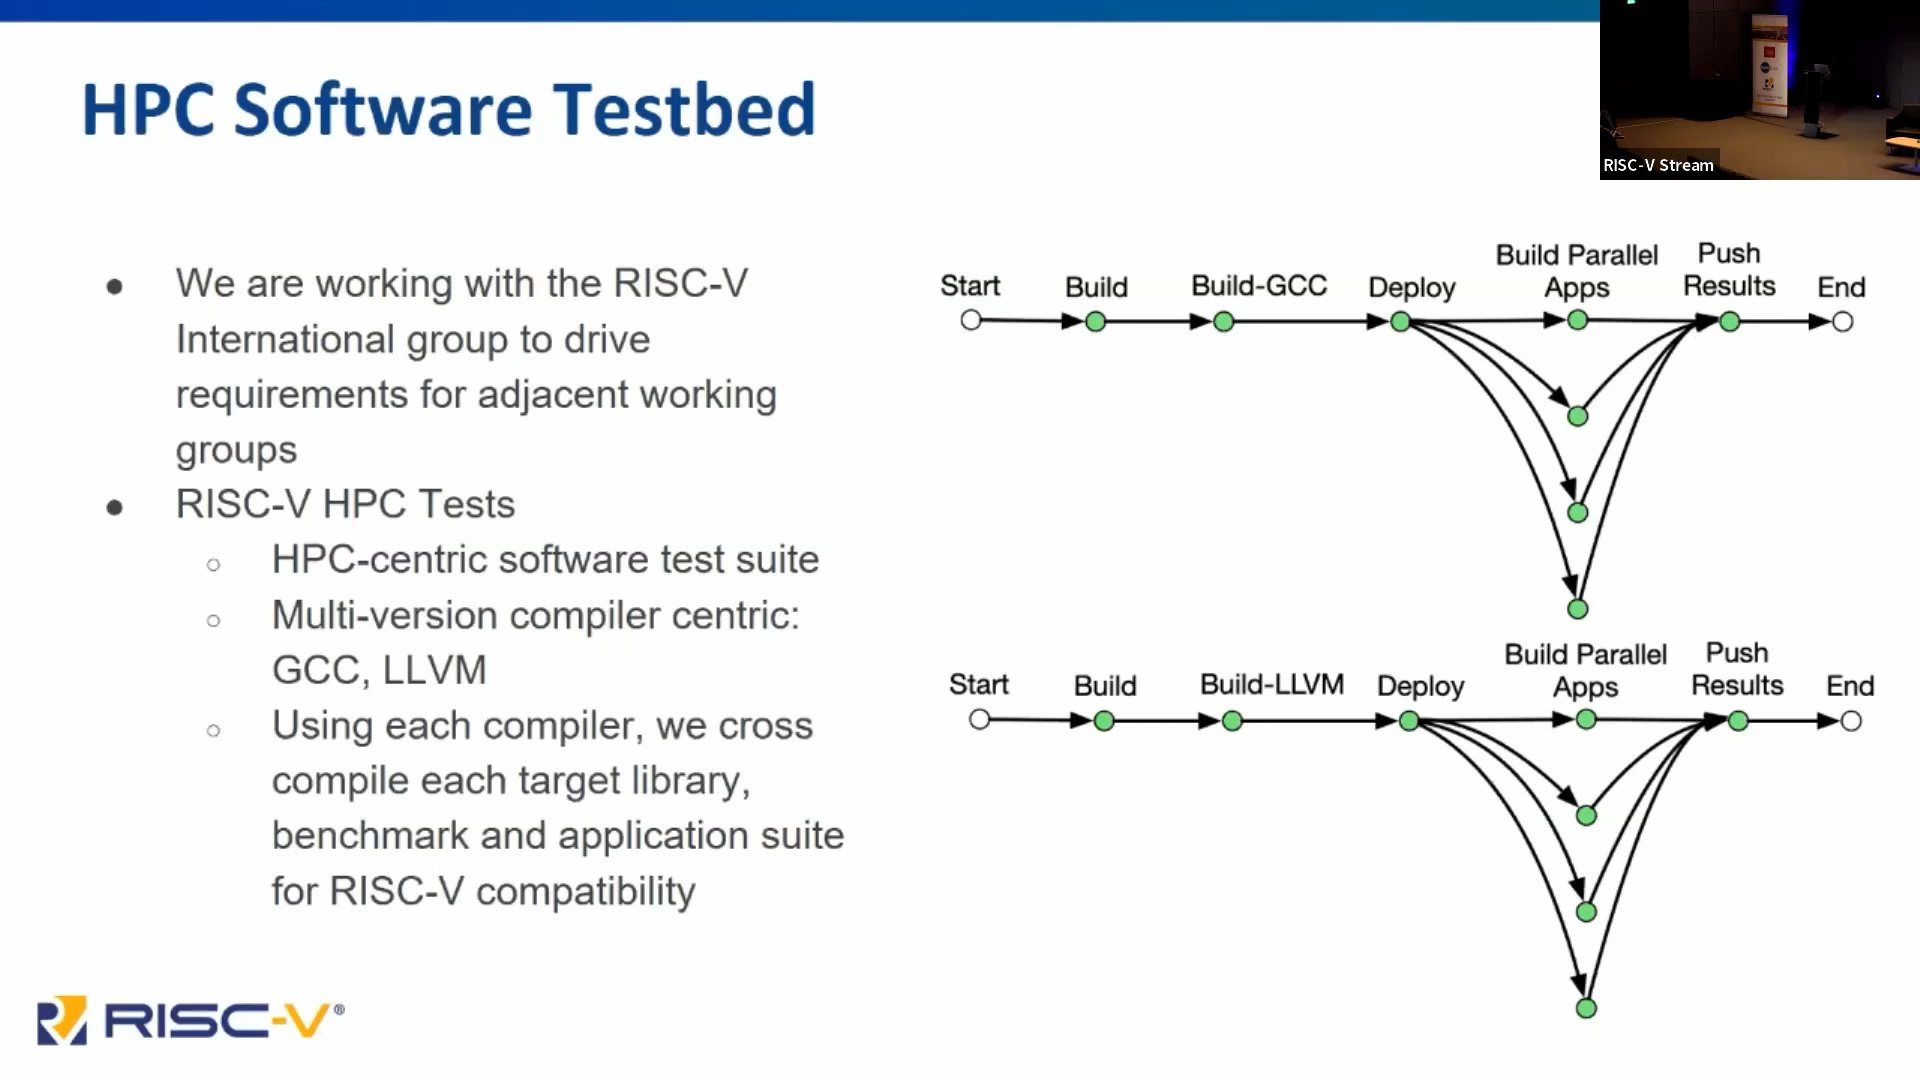 HPC Software Testbed
RISC-V Stream
We are working with the RISC-V
International group to drive
requirements for adjacent working
groups
RISC-V HPC Tests
HPC-centric software test suite
Multi-version compiler centric:
GCC, LLVM
Using each compiler, we cross
compile each target library,
benchmark and application suite
for RISC-V compatibility
Start
Build
Build-GCC
Deploy
Build Parallel
Apps
Push
Results
End
Start
Build
Build-LLVM
Deploy
Build Parallel
Apps
Push
Results
End
RISC-V®